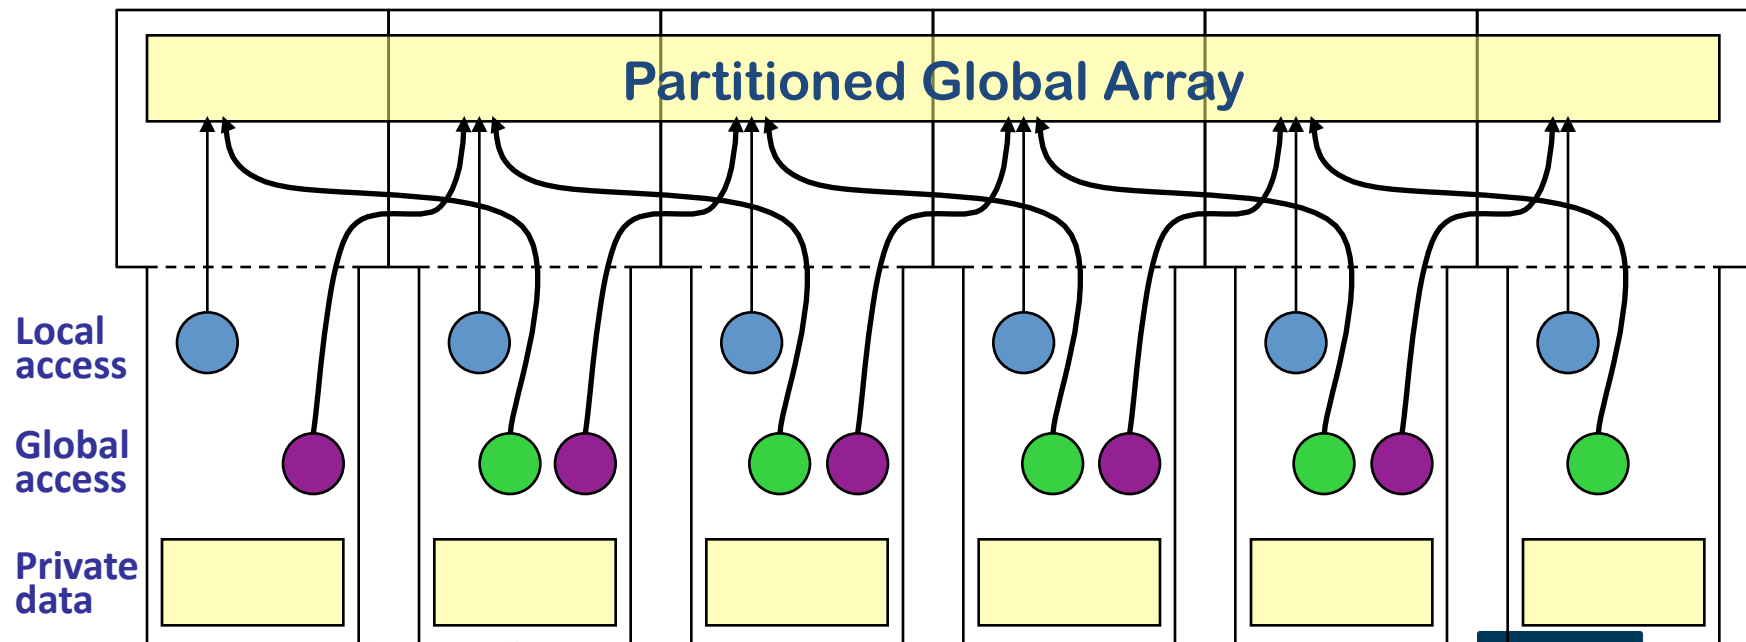 Partitioned Global Array
Local
access
Global
access
Private
data